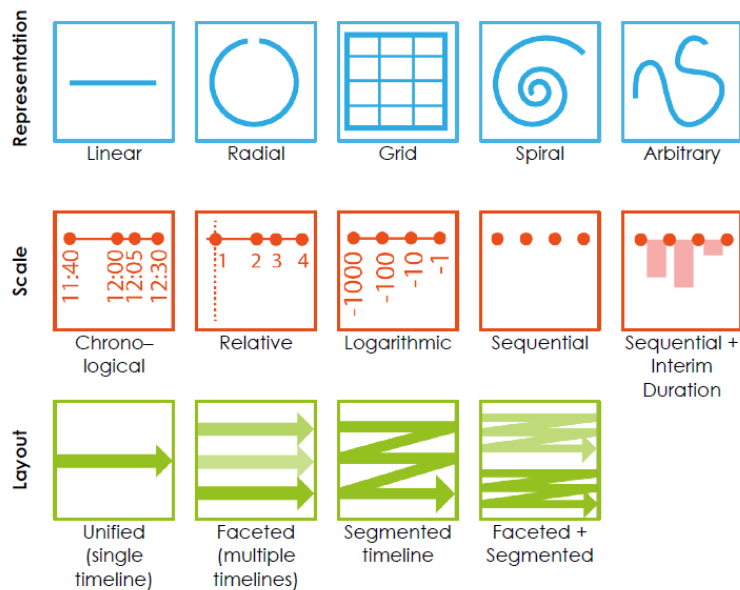 Representation
Linear
Radial
Grid
Spiral
Arbitrary
Scale
11:40
12:00
12:05
12:30
1
2
3
4
-1000
-100
-10
-1
Chrono–
logical
Relative
Logarithmic
Sequential
Sequential +
Interim
Duration
Layout
Unified
(single
timeline)
Faceted
(multiple
timelines)
Segmented
timeline
Faceted +
Segmented